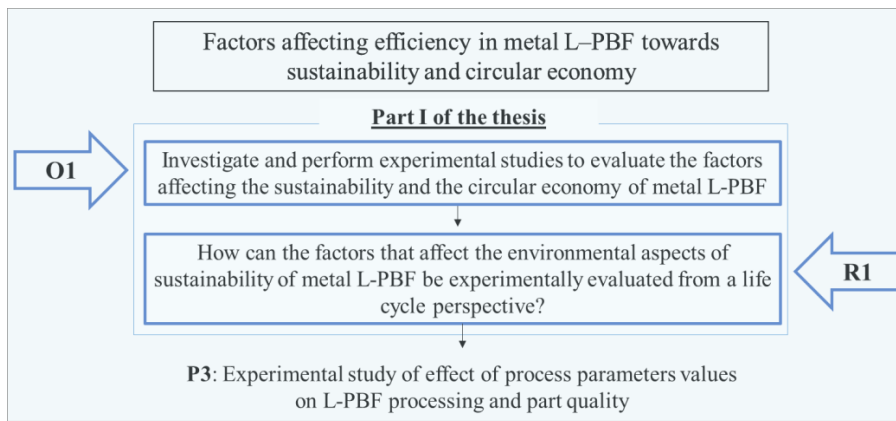 Factors affecting efficiency in metal L–PBF towards
sustainability and circular economy
Part I of the thesis
O1
Investigate and perform experimental studies to evaluate the factors
affecting the sustainability and the circular economy of metal L-PBF
How can the factors that affect the environmental aspects of
sustainability of metal L-PBF be experimentally evaluated from a life
cycle perspective?
R1
P3: Experimental study of effect of process parameters values
on L-PBF processing and part quality